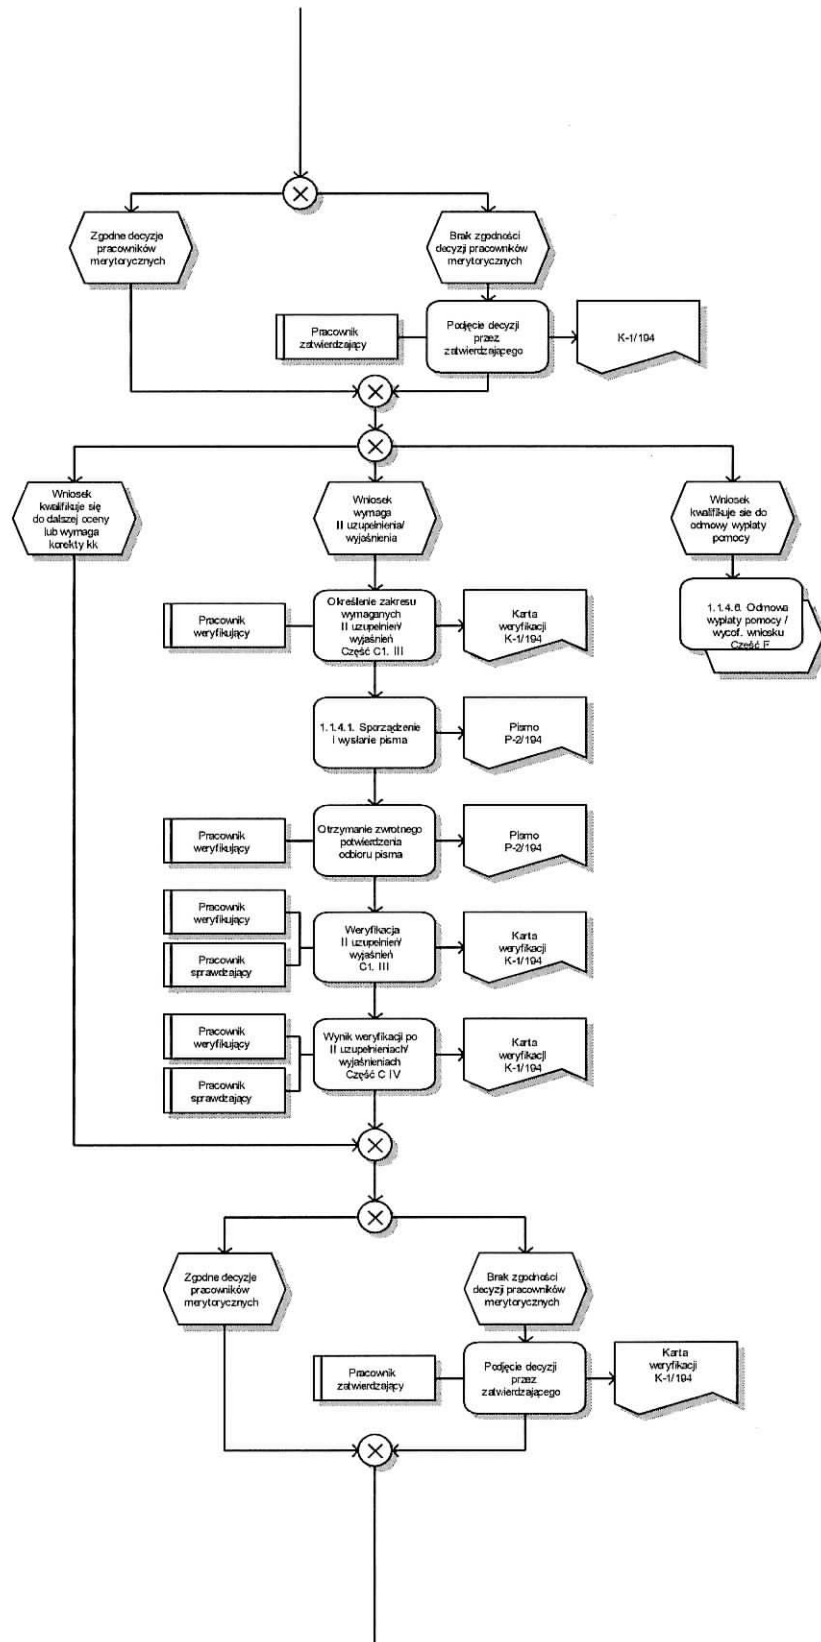 Zgodne decyzje
pracowników
merytorycznych
Brak zgodności
decyzji pracowników
merytorycznych
Pracownik
zatwierdzający
Podjęcie decyzji
przez
zatwierdzającego
K-1/194
Wniosek
kwalifikuje się
do dalszej oceny
lub wymaga
korekty kk
Wniosek
wymaga
II uzupełnienia/
wyjaśnienia
Wniosek
kwalifikuje sie do
odmowy wypłaty
pomocy
Pracownik
weryfikujący
Określenie zakresu
wymaganych
II uzupełnień/
wyjaśnień
Część C1. III
Karta
weryfikacji
K-1/194
1.1.4.6. Odmowa
wypłaty pomocy /
wycof. wniosku
Część F
1.1.4.1. Sporządzenie
i wysłanie pisma
Pismo
P-2/194
Pracownik
weryfikujący
Otrzymanie zwrotnego
potwierdzenia
odbioru pisma
Pismo
P-2/194
Pracownik
weryfikujący
Pracownik
sprawdzający
Weryfikacja
II uzupełnień/
wyjaśnień
C1. III
Karta
weryfikacji
K-1/194
Pracownik
weryfikujący
Pracownik
sprawdzający
Wynik weryfikacji po
II uzupełnieniach/
wyjaśnieniach
Część C IV
Karta
weryfikacji
K-1/194
Zgodne decyzje
pracowników
merytorycznych
Brak zgodności
decyzji pracowników
merytorycznych
Pracownik
zatwierdzający
Podjęcie decyzji
przez
zatwierdzającego
Karta
weryfikacji
K-1/194